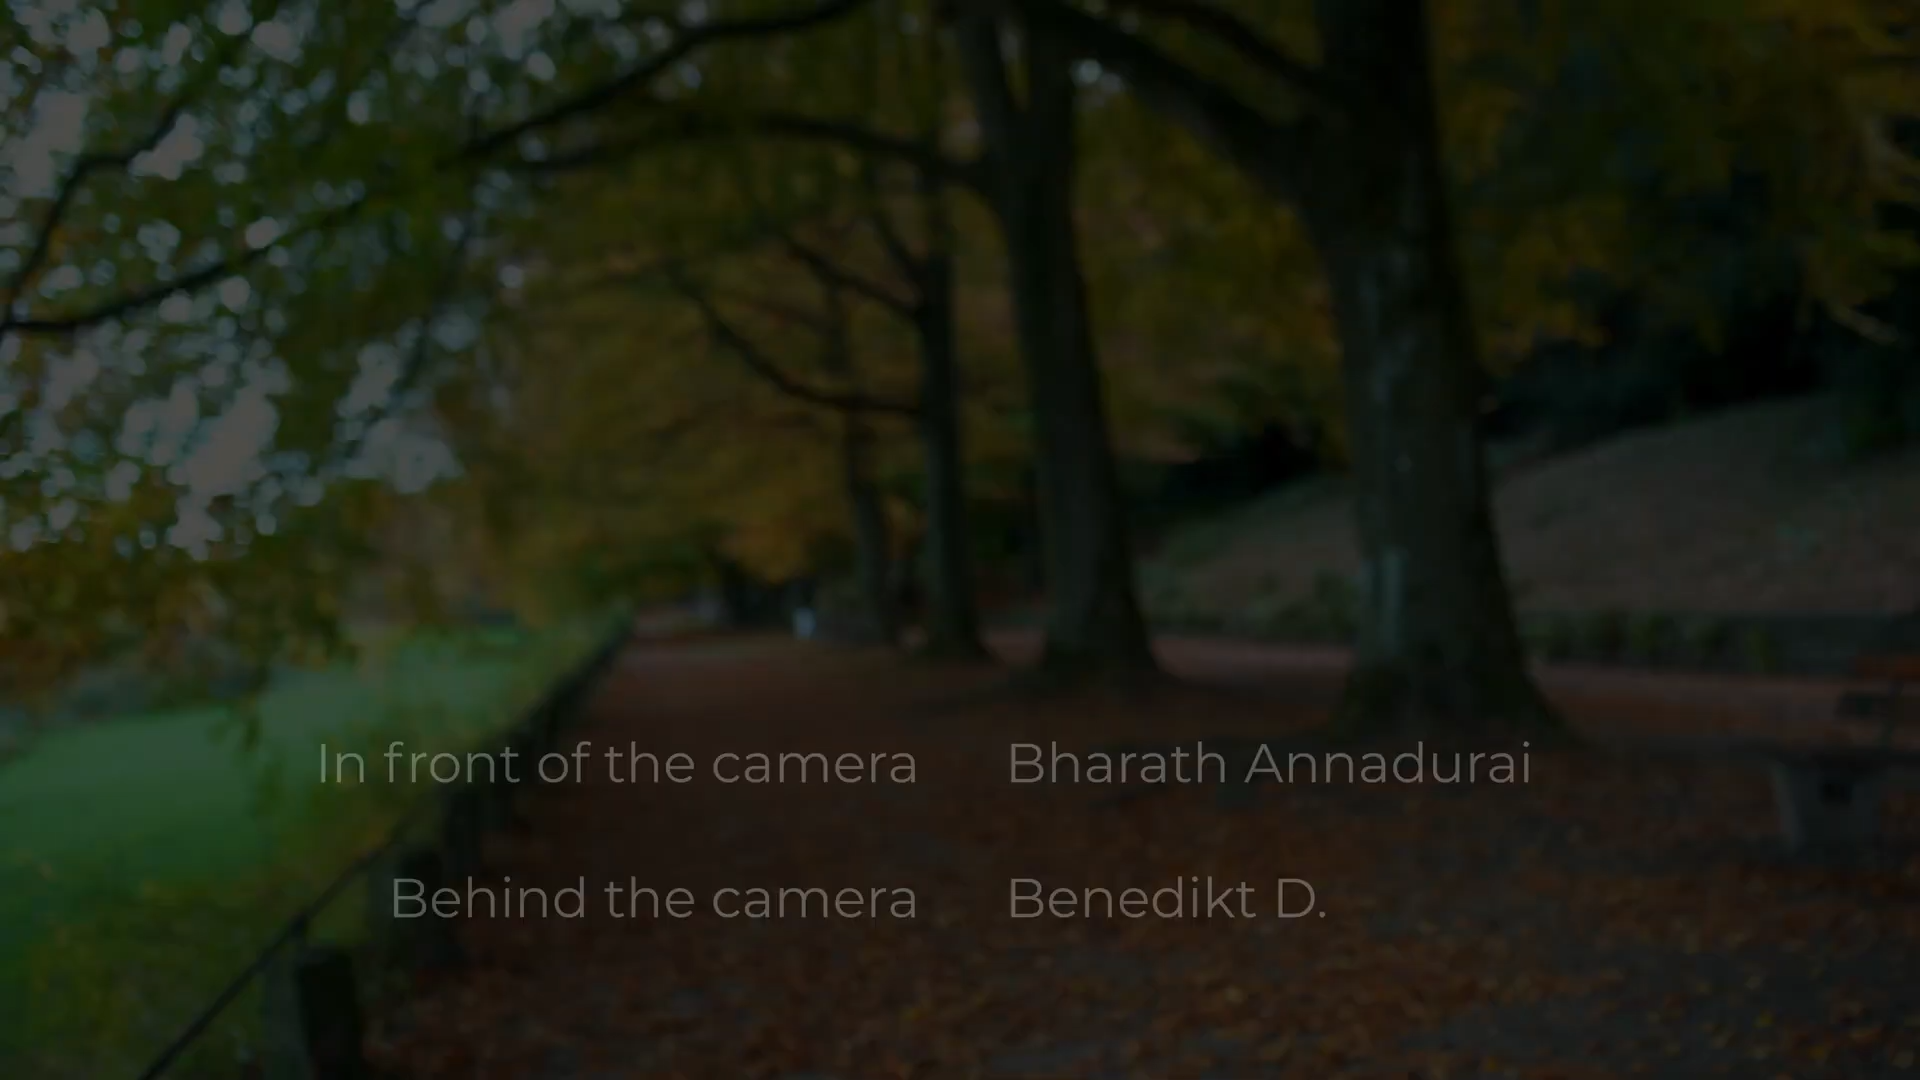 In front of the camera Bharath Annadurai
Behind the camera Benedikt D.